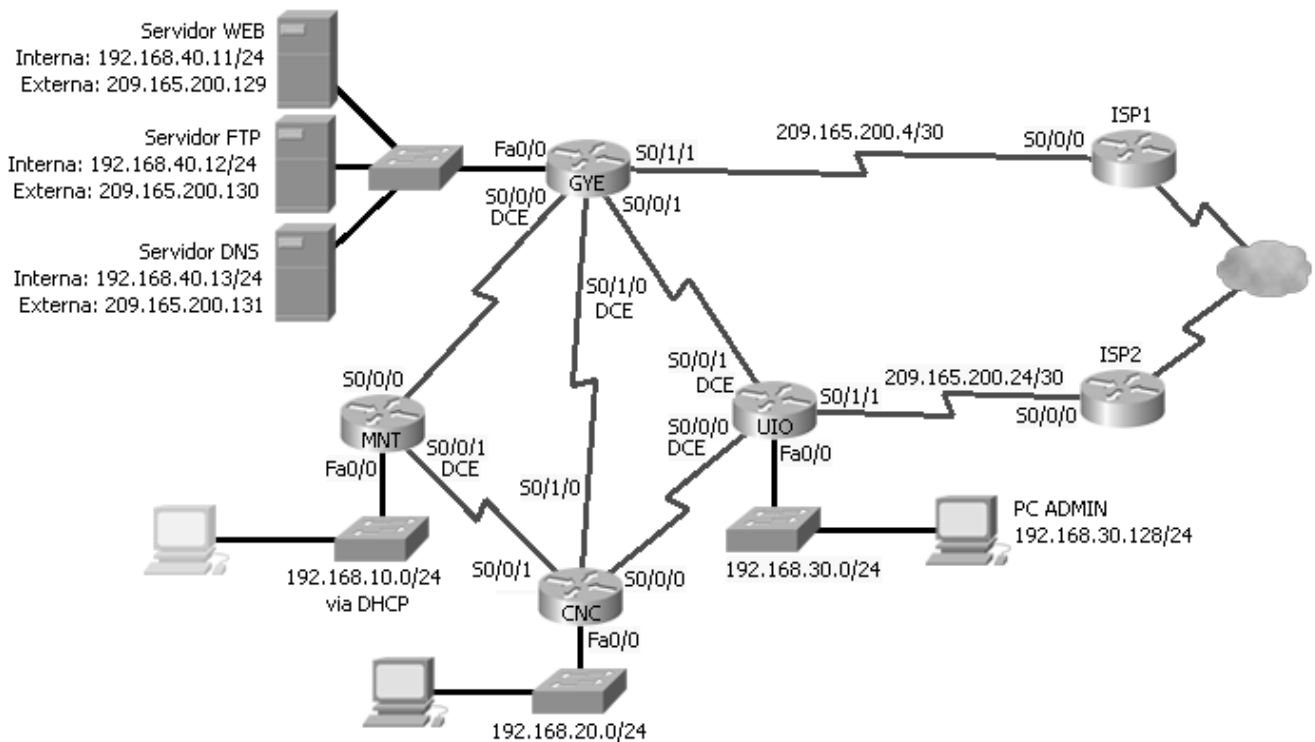 Servidor WEB
Interna: 192.168.40.11/24
Externa: 209.165.200.129
Servidor FTP
Interna: 192.168.40.12/24
Externa: 209.165.200.130
Servidor DNS
Interna: 192.168.40.13/24
Externa: 209.165.200.131
Fa0/0
S0/1/1
GYE
S0/0/0
DCE
S0/0/1
S0/1/0
DCE
209.165.200.4/30
S0/0/0
ISP1
S0/0/0
MNT
Fa0/0
S0/0/1
DCE
S0/0/1
DCE
S0/0/0
DCE
UIO
S0/1/1
Fa0/0
209.165.200.24/30
ISP2
S0/0/0
S0/1/0
PC ADMIN
192.168.30.128/24
192.168.30.0/24
192.168.10.0/24
via DHCP
S0/0/1
S0/0/0
CNC
Fa0/0
192.168.20.0/24